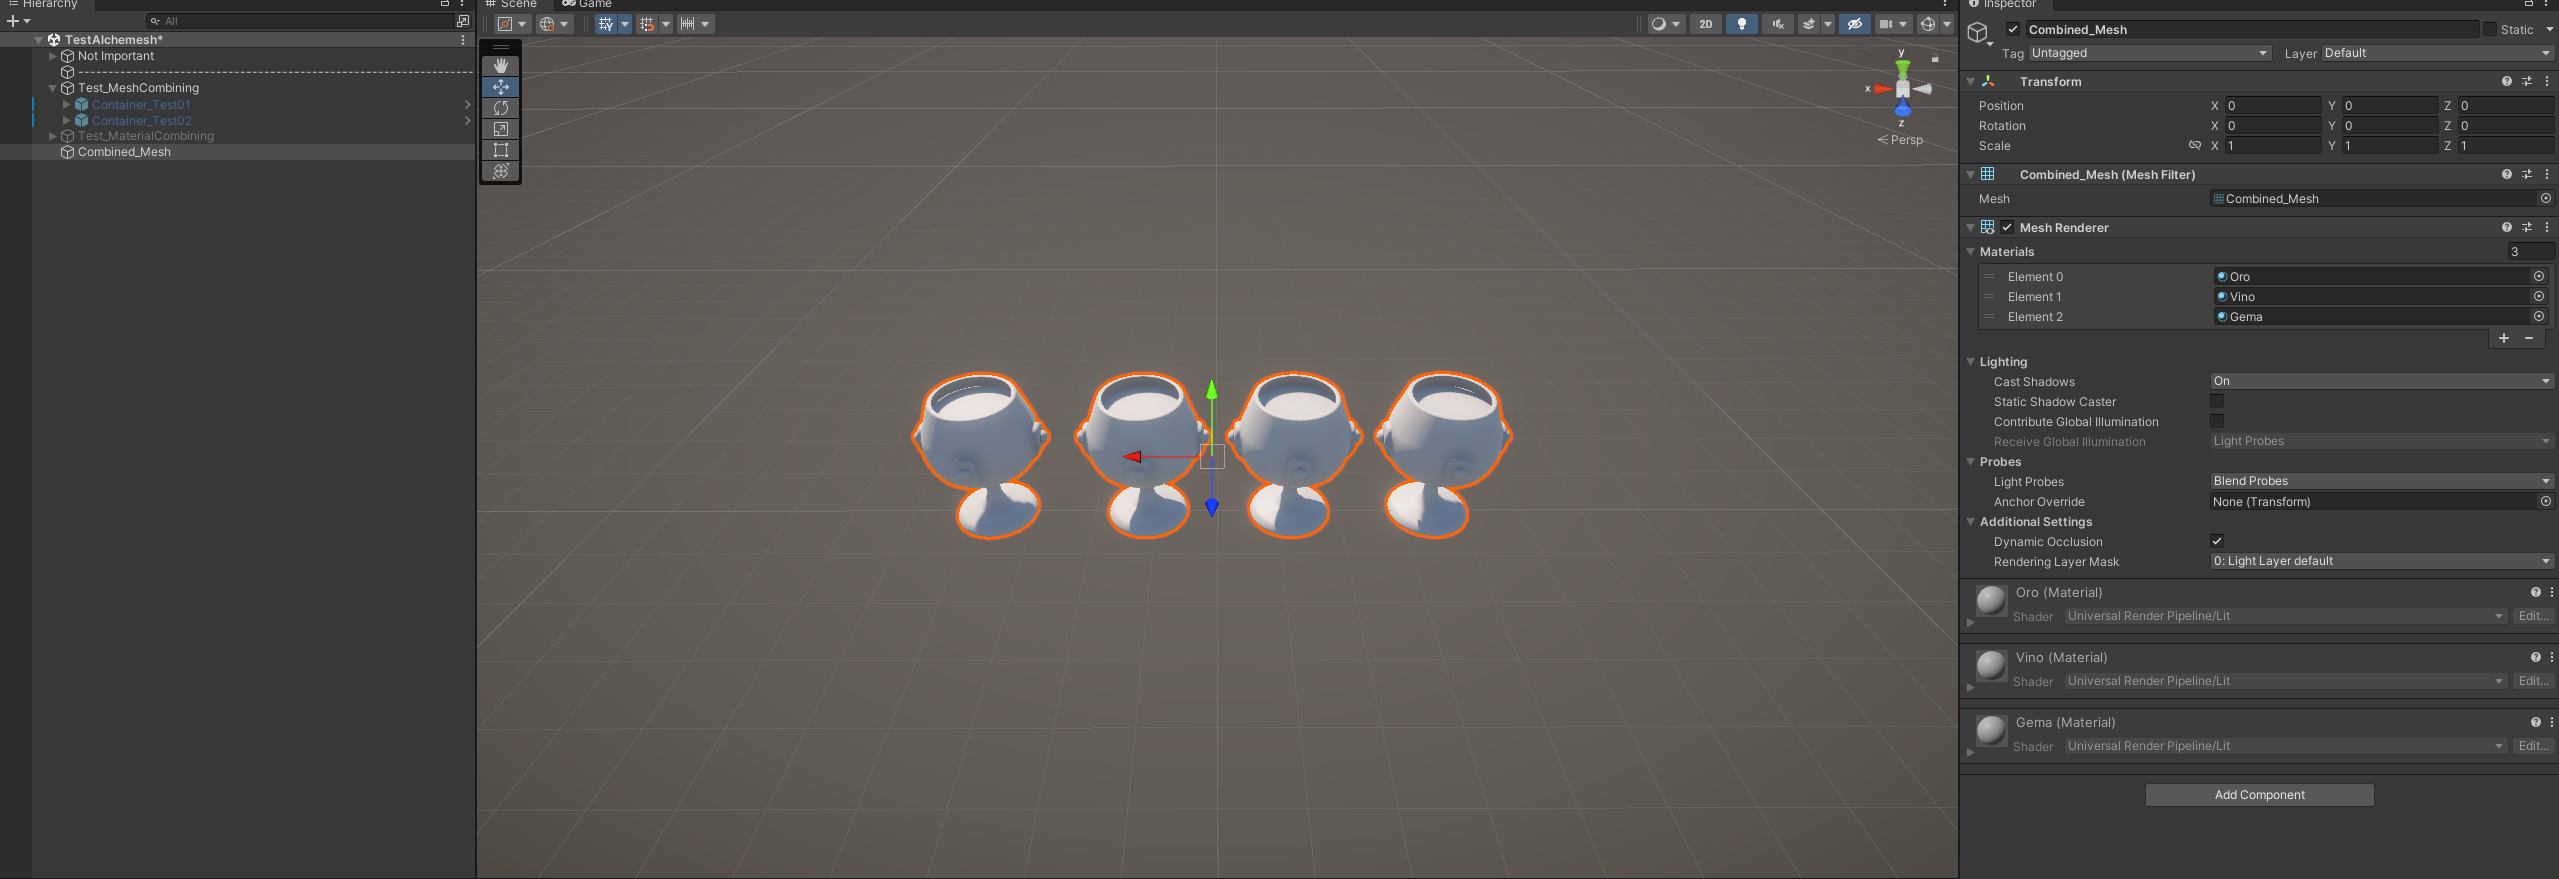 Hierarchy
All
TestAlchemesh*
Not Important
--------------------------------------------------------------------------------
Test_MeshCombining
Container_Test01
Container_Test02
Test_MaterialCombining
Combined_Mesh
Scene
Game
2D
y
x
z
Persp
Inspector
Combined_Mesh
Static
Tag Untagged Layer Default
Transform
Position X 0 Y 0 Z 0
Rotation X 0 Y 0 Z 0
Scale X 1 Y 1 Z 1
Combined_Mesh (Mesh Filter)
Mesh Combined_Mesh
Mesh Renderer
Materials 3
Element 0 Oro
Element 1 Vino
Element 2 Gema
Lighting
Cast Shadows On
Static Shadow Caster
Contribute Global Illumination
Receive Global Illumination Light Probes
Probes
Light Probes Blend Probes
Anchor Override None (Transform)
Additional Settings
Dynamic Occlusion
Rendering Layer Mask 0: Light Layer default
Oro (Material)
Shader Universal Render Pipeline/Lit Edit...
Vino (Material)
Shader Universal Render Pipeline/Lit Edit...
Gema (Material)
Shader Universal Render Pipeline/Lit Edit...
Add Component